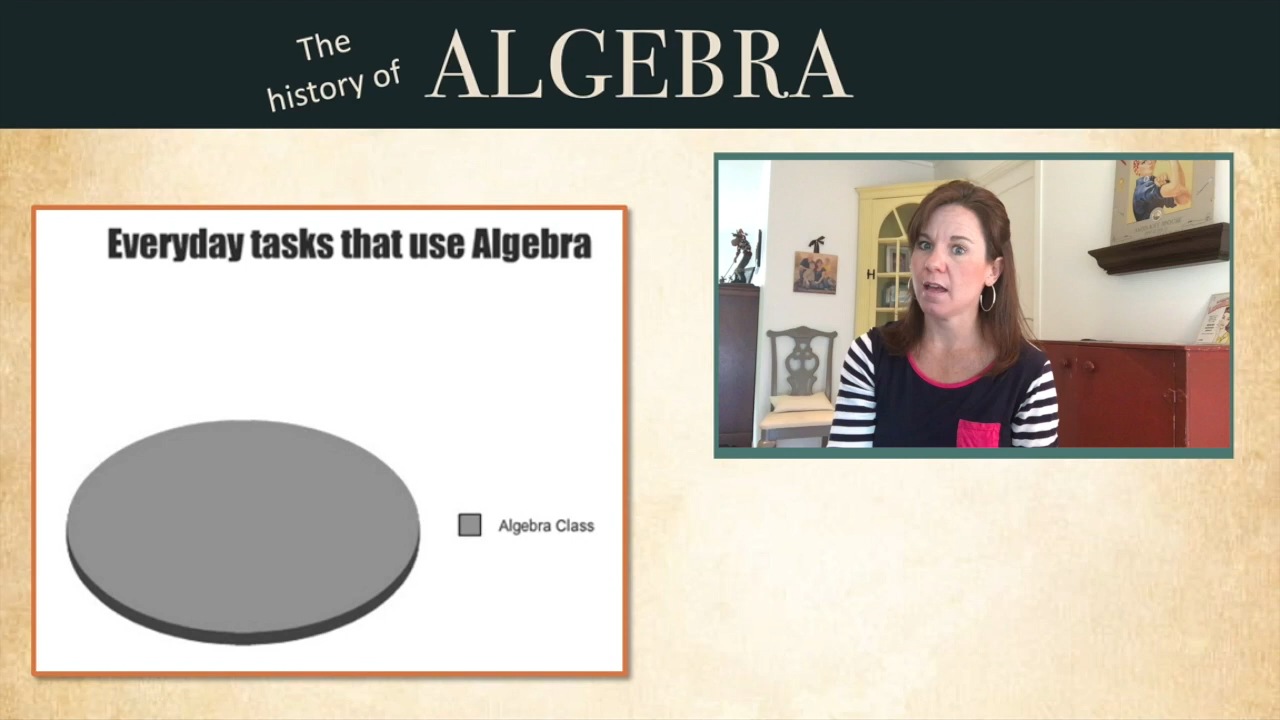 The
history of
ALGEBRA
Everyday tasks that use Algebra
Algebra Class
H